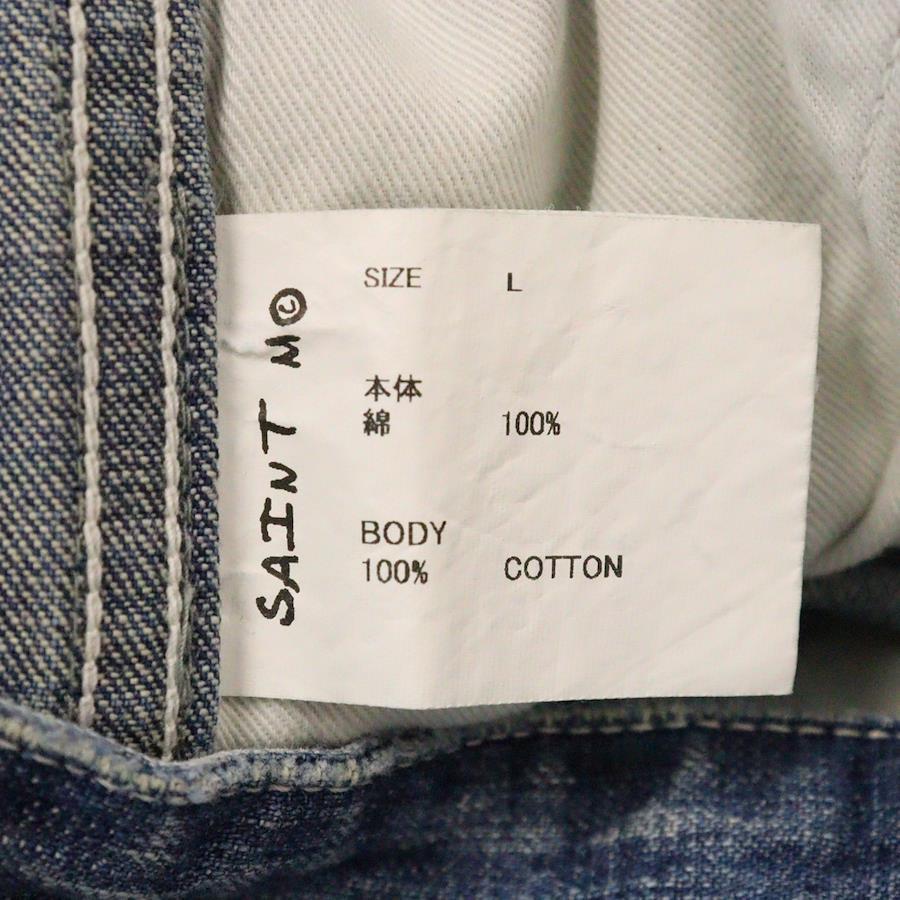 SAINT M©
SIZE L
本体
綿 100%
BODY
100% COTTON